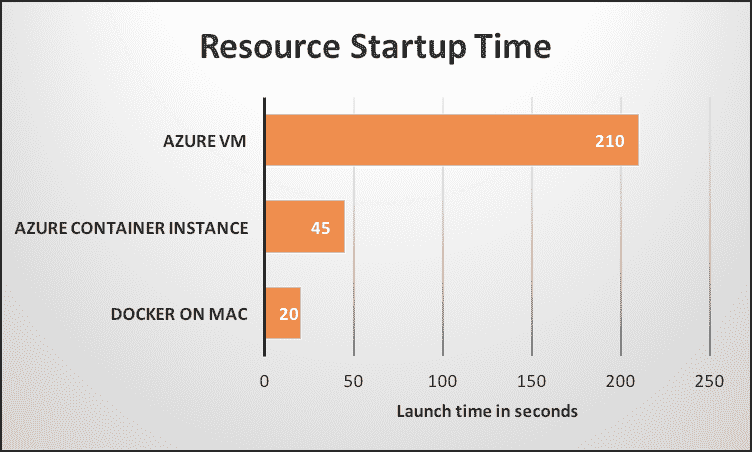 Resource Startup Time
AZURE VM
210
AZURE CONTAINER INSTANCE
45
DOCKER ON MAC
20
0 50 100 150 200 250
Launch time in seconds